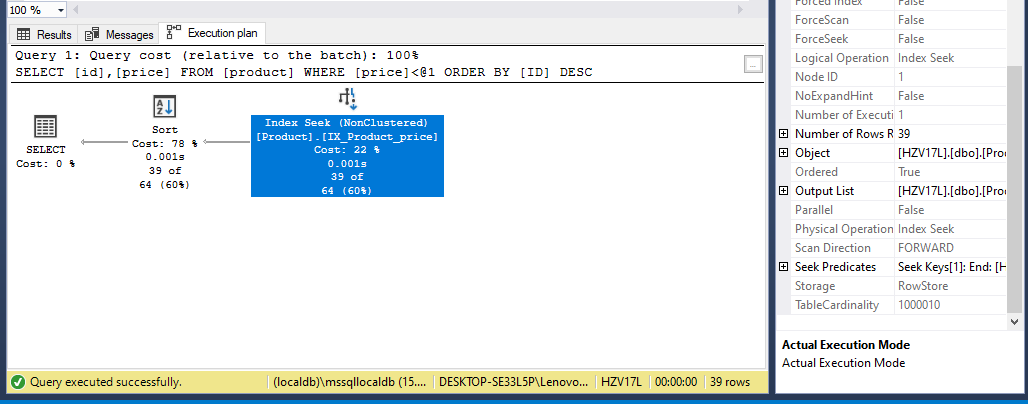 100 %
Results
Messages
Execution plan
Query 1: Query cost (relative to the batch): 100%
SELECT [id],[price] FROM [product] WHERE [price]<@1 ORDER BY [ID] DESC
...
SELECT
Cost: 0 %
Sort
Cost: 78 %
0.001s
39 of
64 (60%)
Index Seek (NonClustered)
[Product].[IX_Product_price]
Cost: 22 %
0.001s
39 of
64 (60%)
Query executed successfully.
(localdb)\mssqllocaldb (15....
DESKTOP-SE33L5P\Lenovo...
HZV17L
00:00:00
39 rows
Forced Index False
ForceScan False
ForceSeek False
Logical Operation Index Seek
Node ID 1
NoExpandHint False
Number of Executi 1
Number of Rows R 39
Object [HZV17L].[dbo].[Pro
Ordered True
Output List [HZV17L].[dbo].[Pro
Parallel False
Physical Operation Index Seek
Scan Direction FORWARD
Seek Predicates Seek Keys[1]: End: [H
Storage RowStore
TableCardinality 1000010
Actual Execution Mode
Actual Execution Mode